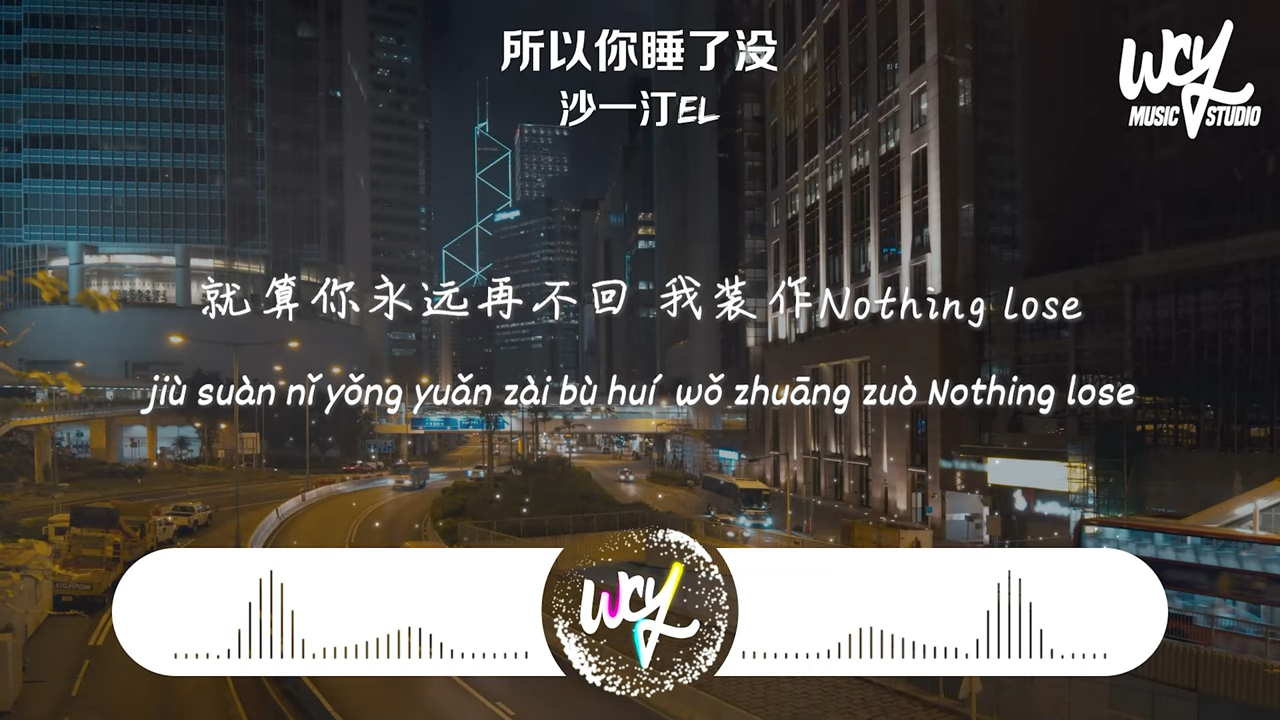 所以你睡了没
沙一汀EL
WCY
MUSIC STUDIO
就算你永远再不回 我装作Nothing lose
jiù suàn nǐ yǒng yuǎn zài bù huí wǒ zhuāng zuò Nothing lose
WCY